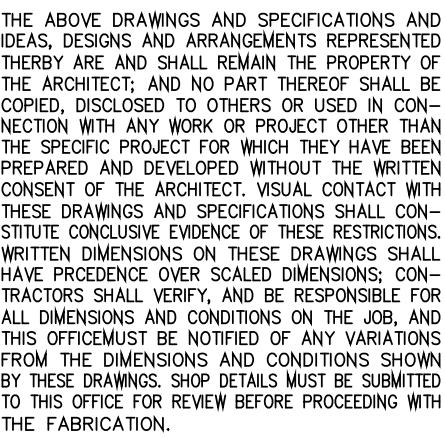 THE ABOVE DRAWINGS AND SPECIFICATIONS AND
IDEAS, DESIGNS AND ARRANGEMENTS REPRESENTED
THERBY ARE AND SHALL REMAIN THE PROPERTY OF
THE ARCHITECT; AND NO PART THEREOF SHALL BE
COPIED, DISCLOSED TO OTHERS OR USED IN CON-
NECTION WITH ANY WORK OR PROJECT OTHER THAN
THE SPECIFIC PROJECT FOR WHICH THEY HAVE BEEN
PREPARED AND DEVELOPED WITHOUT THE WRITTEN
CONSENT OF THE ARCHITECT. VISUAL CONTACT WITH
THESE DRAWINGS AND SPECIFICATIONS SHALL CON-
STITUTE CONCLUSIVE EVIDENCE OF THESE RESTRICTIONS.
WRITTEN DIMENSIONS ON THESE DRAWINGS SHALL
HAVE PRCEDENCE OVER SCALED DIMENSIONS; CON-
TRACTORS SHALL VERIFY, AND BE RESPONSIBLE FOR
ALL DIMENSIONS AND CONDITIONS ON THE JOB, AND
THIS OFFICEMUST BE NOTIFIED OF ANY VARIATIONS
FROM THE DIMENSIONS AND CONDITIONS SHOWN
BY THESE DRAWINGS. SHOP DETAILS MUST BE SUBMITTED
TO THIS OFFICE FOR REVIEW BEFORE PROCEEDING WITH
THE FABRICATION.